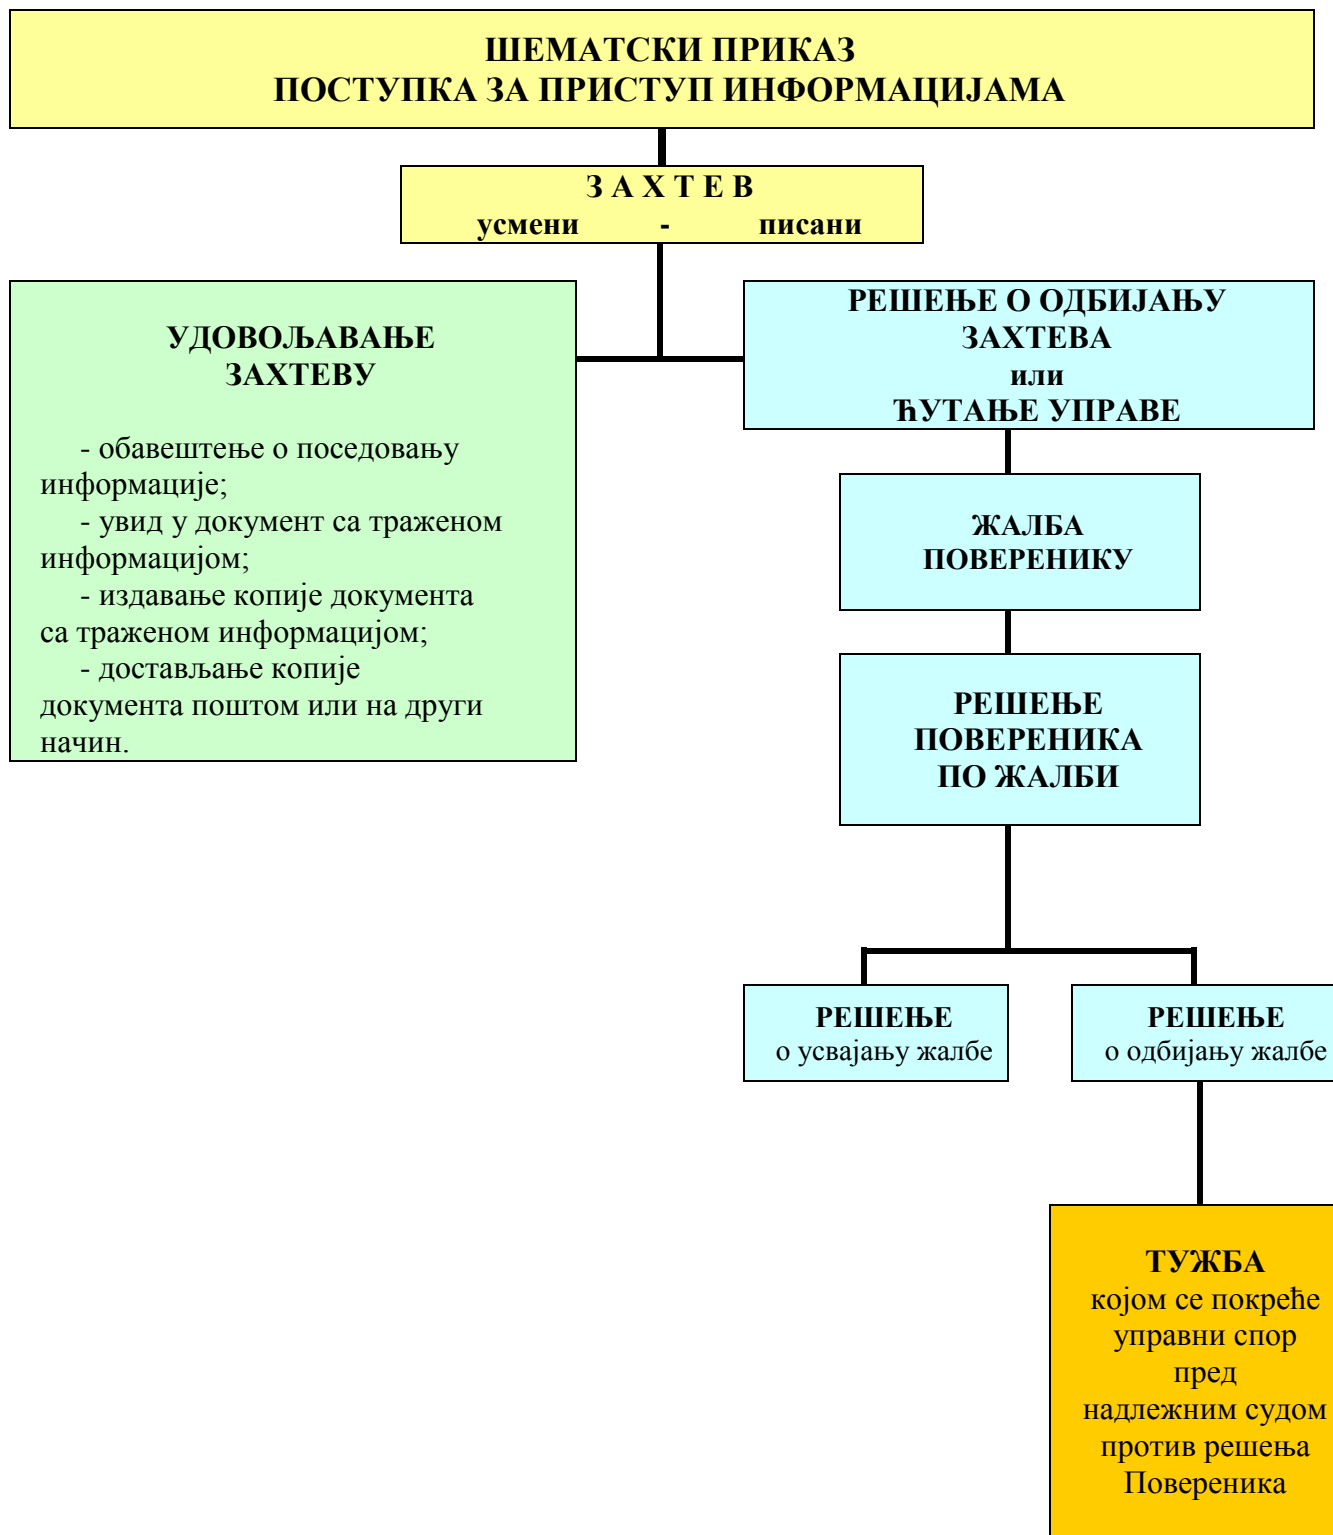 ШЕМАТСКИ ПРИКАЗ
ПОСТУПКА ЗА ПРИСТУП ИНФОРМАЦИЈАМА
З А Х Т Е В
усмени - писани
УДОВОЉАВАЊЕ
ЗАХТЕВУ
- обавештење о поседовању
информације;
- увид у документ са траженом
информацијом;
- издавање копије документа
са траженом информацијом;
- достављање копије
документа поштом или на други
начин.
РЕШЕЊЕ О ОДБИЈАЊУ
ЗАХТЕВА
или
ЋУТАЊЕ УПРАВЕ
ЖАЛБА
ПОВЕРЕНИКУ
РЕШЕЊЕ
ПОВЕРЕНИКА
ПО ЖАЛБИ
РЕШЕЊЕ
о усвајању жалбе
РЕШЕЊЕ
о одбијању жалбе
ТУЖБА
којом се покреће
управни спор
пред
надлежним судом
против решења
Повереника